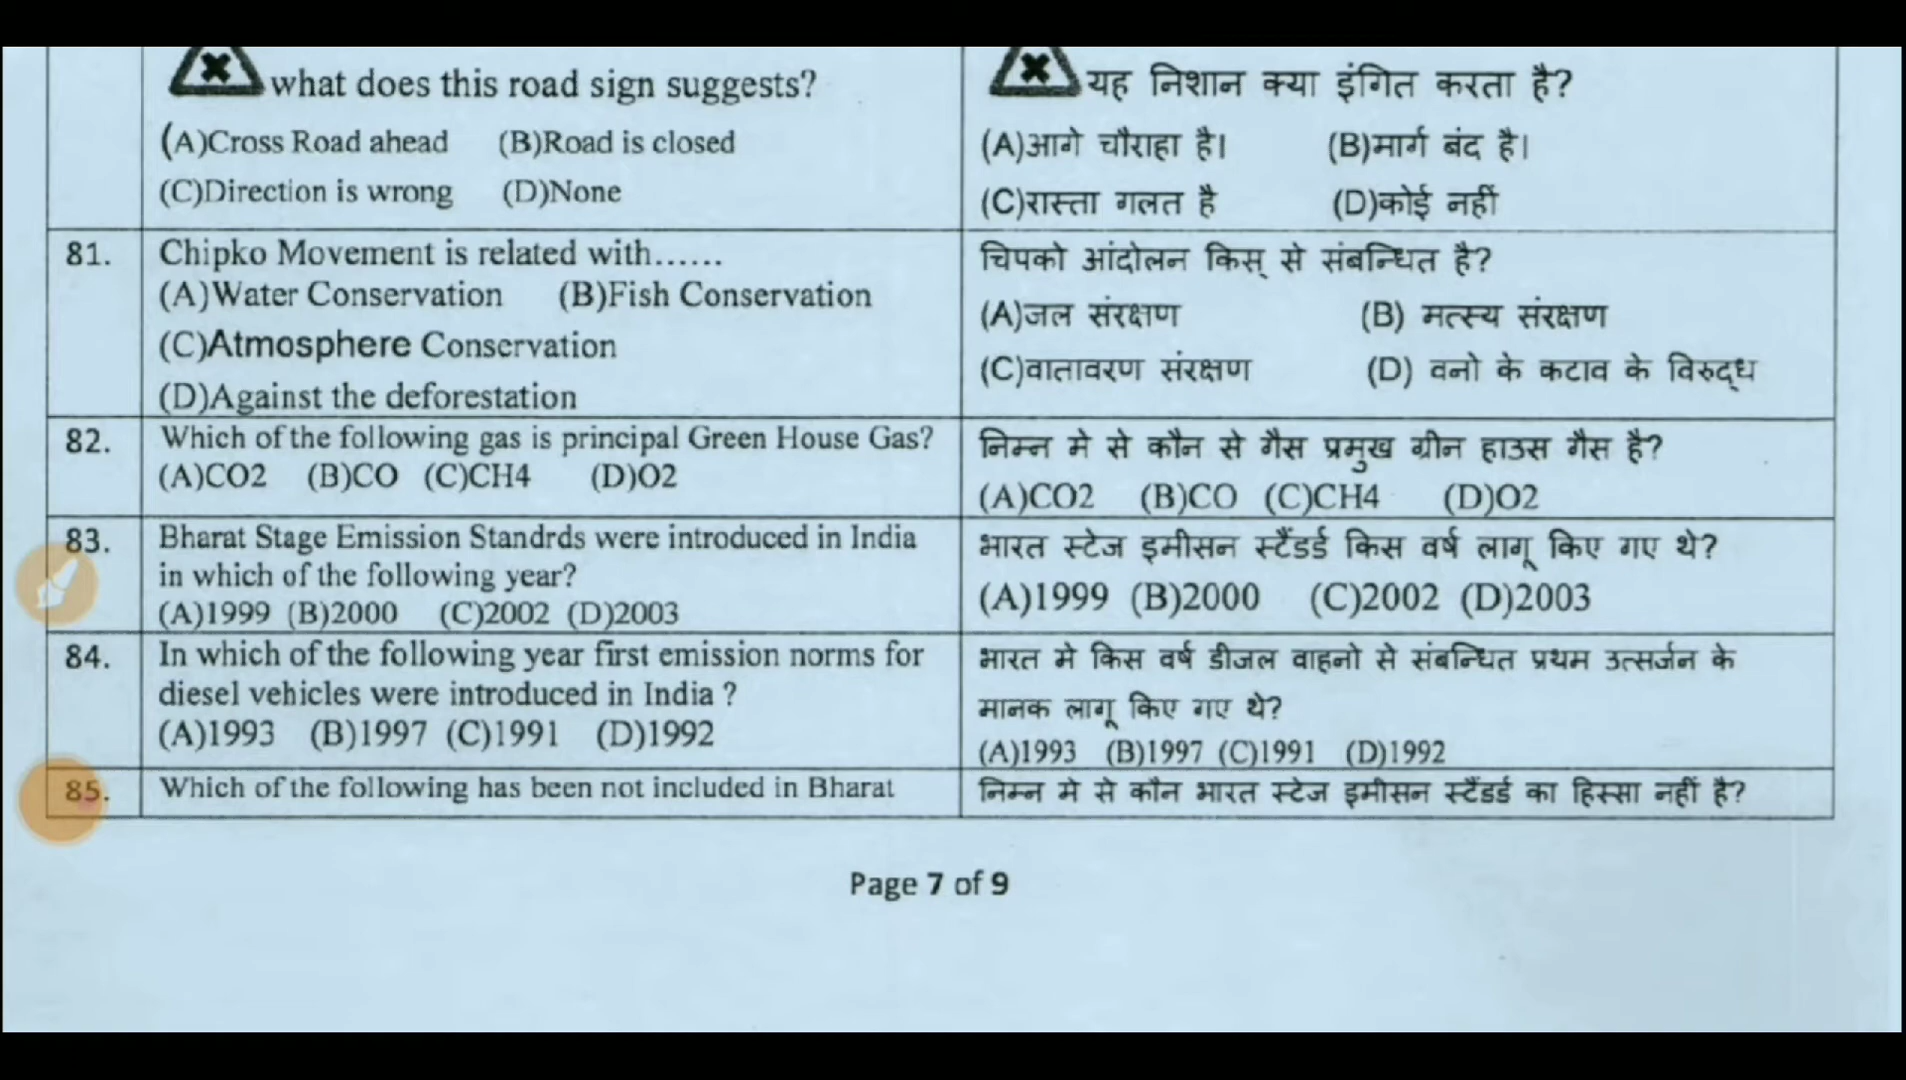 what does this road sign suggests?
(A)Cross Road ahead (B)Road is closed
(C)Direction is wrong (D)None
यह निशान क्या इंगित करता है?
(A)आगे चौराहा है। (B)मार्ग बंद है।
(C)रास्ता गलत है (D)कोई नहीं
81. Chipko Movement is related with......
(A)Water Conservation (B)Fish Conservation
(C)Atmosphere Conservation
(D)Against the deforestation
चिपको आंदोलन किस् से संबन्धित है?
(A)जल संरक्षण (B) मत्स्य संरक्षण
(C)वातावरण संरक्षण (D) वनो के कटाव के विरुद्ध
82. Which of the following gas is principal Green House Gas?
(A)CO2 (B)CO (C)CH4 (D)O2
निम्न मे से कौन से गैस प्रमुख ग्रीन हाउस गैस है?
(A)CO2 (B)CO (C)CH4 (D)O2
83. Bharat Stage Emission Standrds were introduced in India
in which of the following year?
(A)1999 (B)2000 (C)2002 (D)2003
भारत स्टेज इमीसन स्टैंडर्ड किस वर्ष लागू किए गए थे?
(A)1999 (B)2000 (C)2002 (D)2003
84. In which of the following year first emission norms for
diesel vehicles were introduced in India ?
(A)1993 (B)1997 (C)1991 (D)1992
भारत मे किस वर्ष डीजल वाहनो से संबन्धित प्रथम उत्सर्जन के
मानक लागू किए गए थे?
(A)1993 (B)1997 (C)1991 (D)1992
85. Which of the following has been not included in Bharat
निम्न मे से कौन भारत स्टेज इमीसन स्टैंडर्ड का हिस्सा नहीं है?
Page 7 of 9